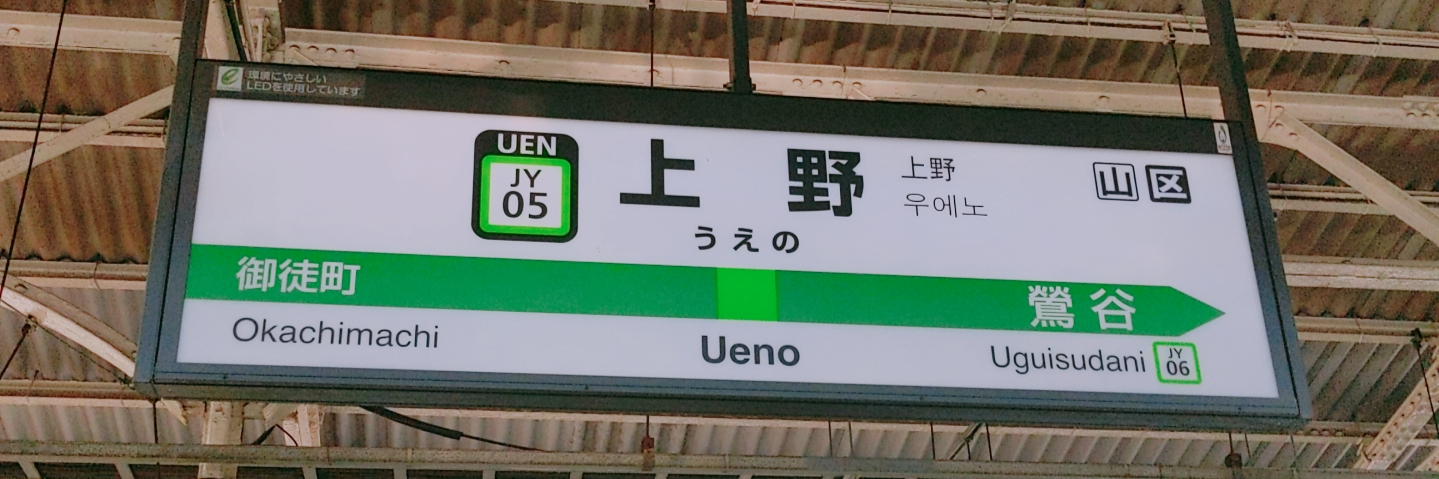 環境にやさしい
LEDを使用しています
UEN
JY
05
上野
うえの
上野
우에노
山区
御徒町
鶯谷
Okachimachi
Ueno
Uguisudani
JY
06